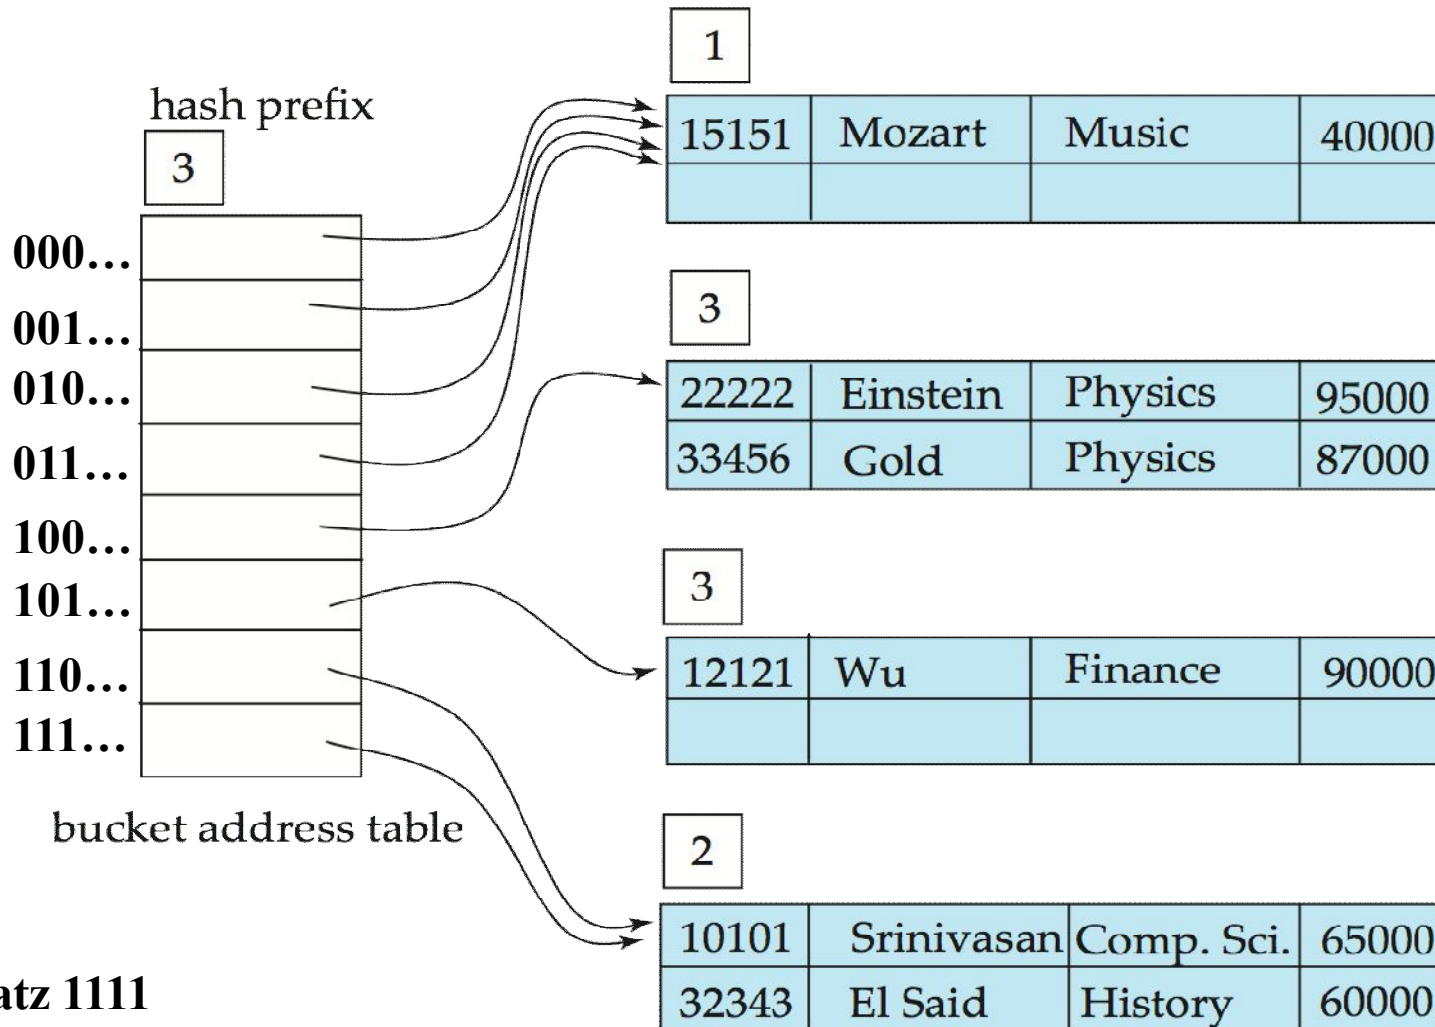 hash prefix
3
000…
001…
010…
011…
100…
101…
110…
111…
bucket address table
1
15151 Mozart Music 40000
3
22222 Einstein Physics 95000
33456 Gold Physics 87000
3
12121 Wu Finance 90000
2
10101 Srinivasan Comp. Sci. 65000
32343 El Said History 60000
atz 1111